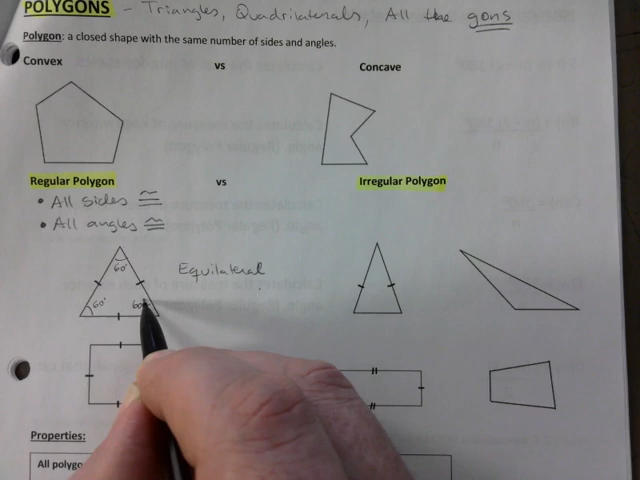 POLYGONS - Triangles, Quadrilaterals, All the gons
Polygon: a closed shape with the same number of sides and angles.
Convex vs Concave
Regular Polygon vs Irregular Polygon
• All sides ≅
• All angles ≅
60° Equilateral
60° 60°
Properties:
All polygo